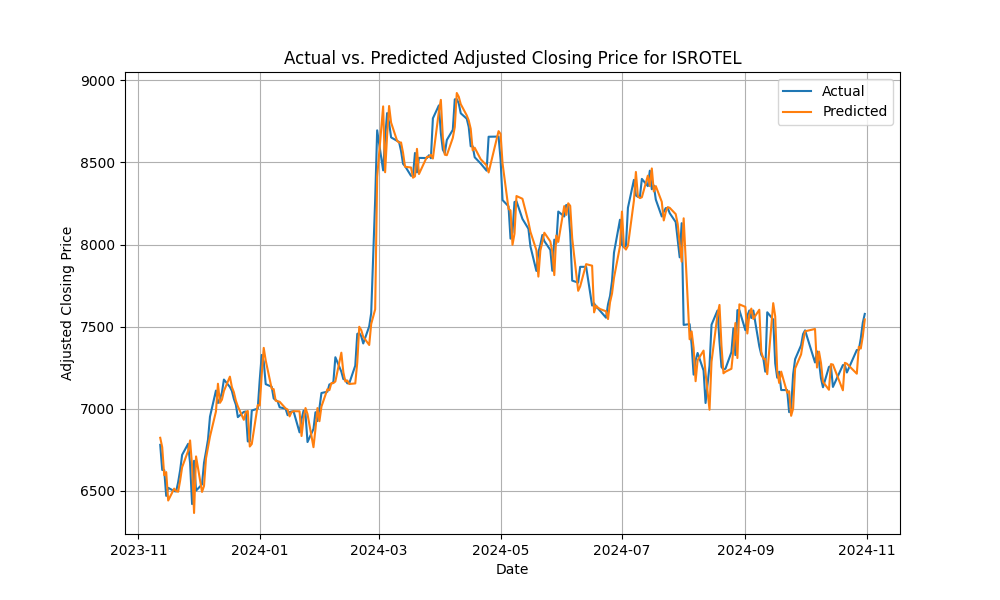 Actual vs. Predicted Adjusted Closing Price for ISROTEL
Actual
Predicted
Adjusted Closing Price
9000
8500
8000
7500
7000
6500
2023-11 2024-01 2024-03 2024-05 2024-07 2024-09 2024-11
Date